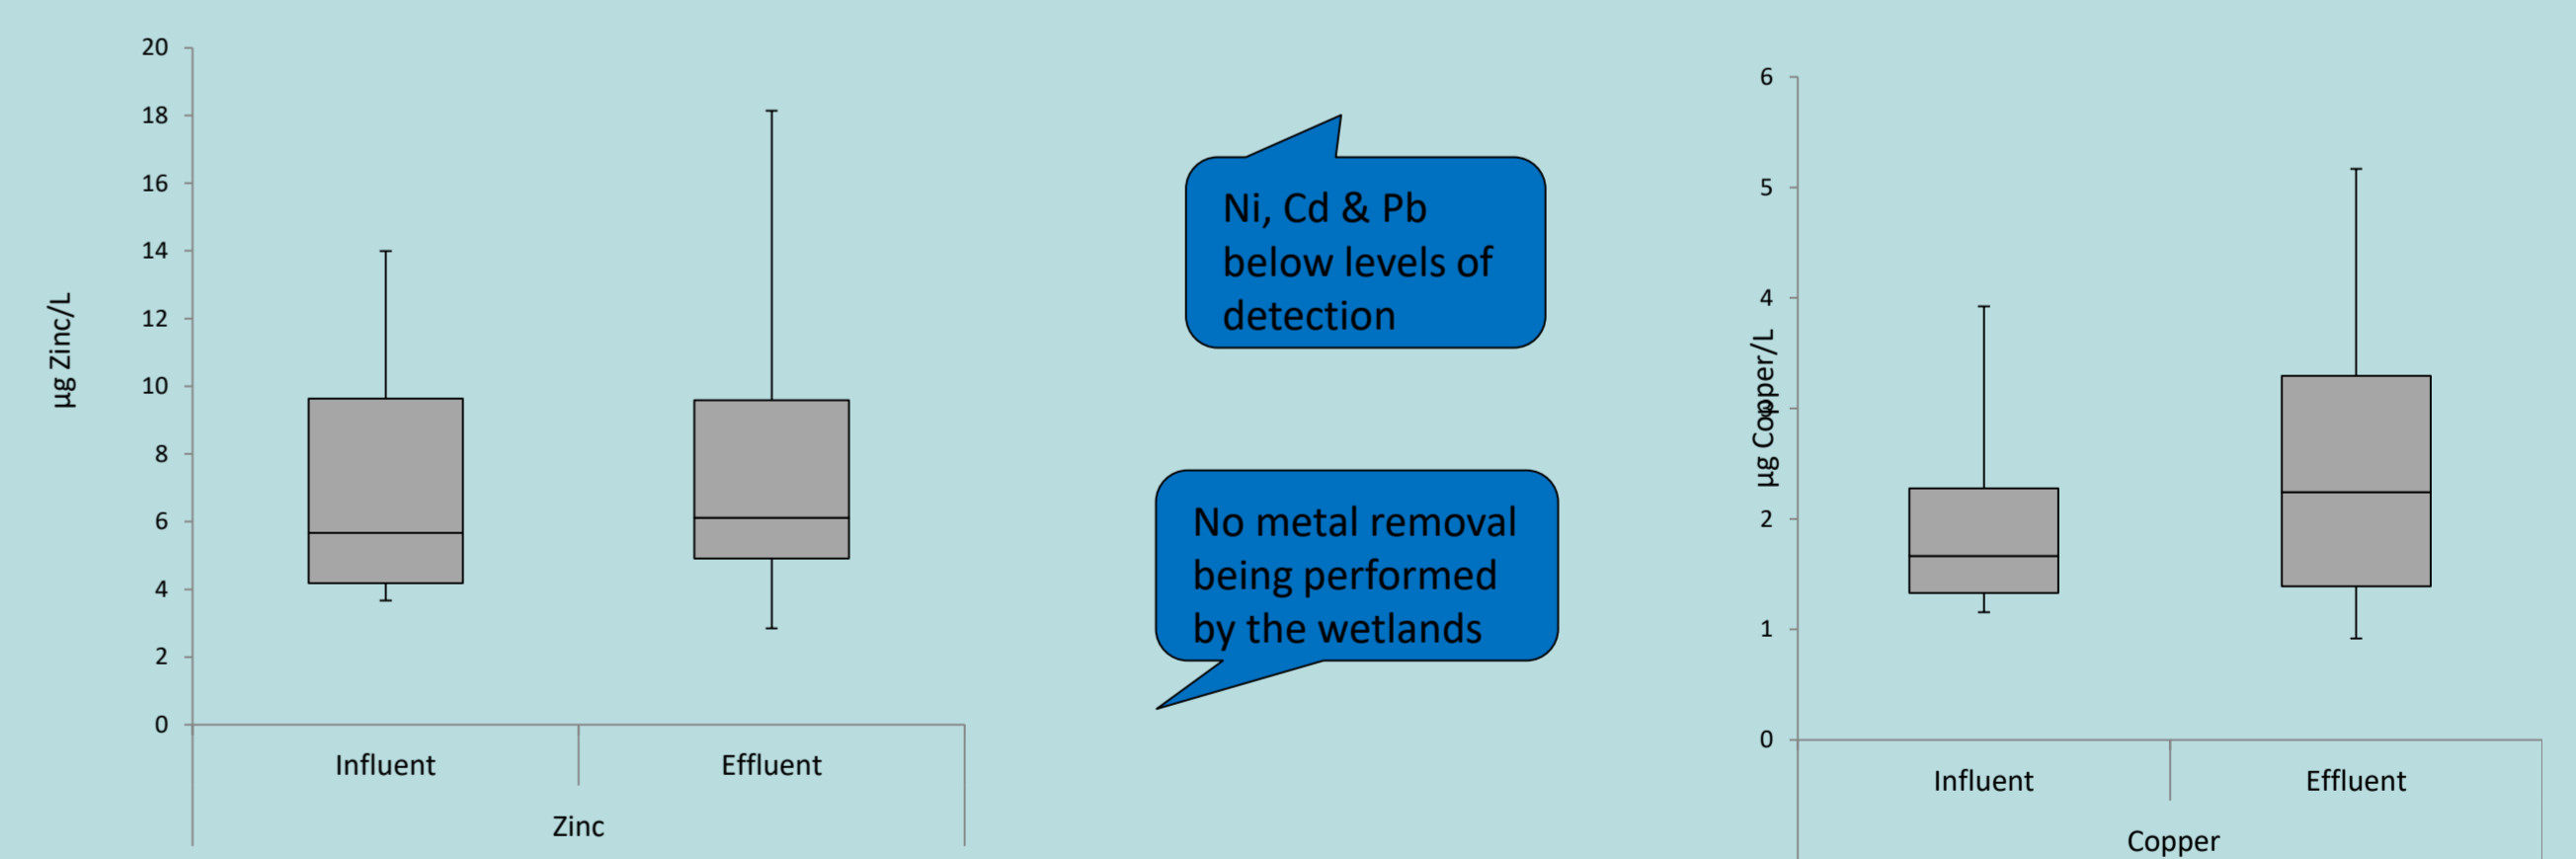 20
18
16
14
12
10
8
6
4
2
0
µg Zinc/L
Influent
Effluent
Zinc
Ni, Cd & Pb
below levels of
detection
No metal removal
being performed
by the wetlands
6
5
4
3
2
1
0
µg Copper/L
Influent
Effluent
Copper